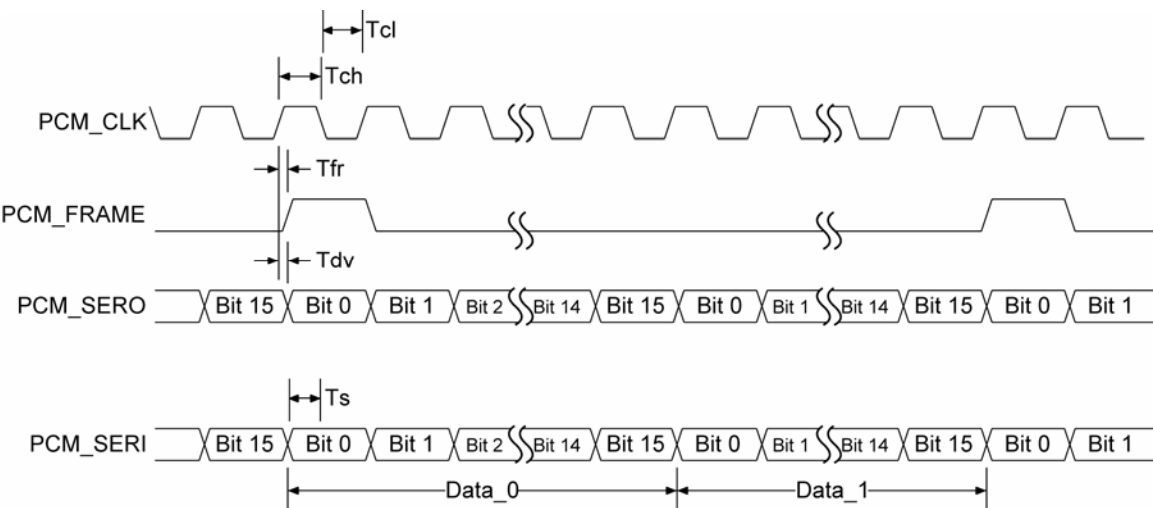 Tcl
Tch
PCM_CLK
Tfr
PCM_FRAME
Tdv
PCM_SERO Bit 15 Bit 0 Bit 1 Bit 2 Bit 14 Bit 15 Bit 0 Bit 1 Bit 14 Bit 15 Bit 0 Bit 1
Ts
PCM_SERI Bit 15 Bit 0 Bit 1 Bit 2 Bit 14 Bit 15 Bit 0 Bit 1 Bit 14 Bit 15 Bit 0 Bit 1
Data_0 Data_1